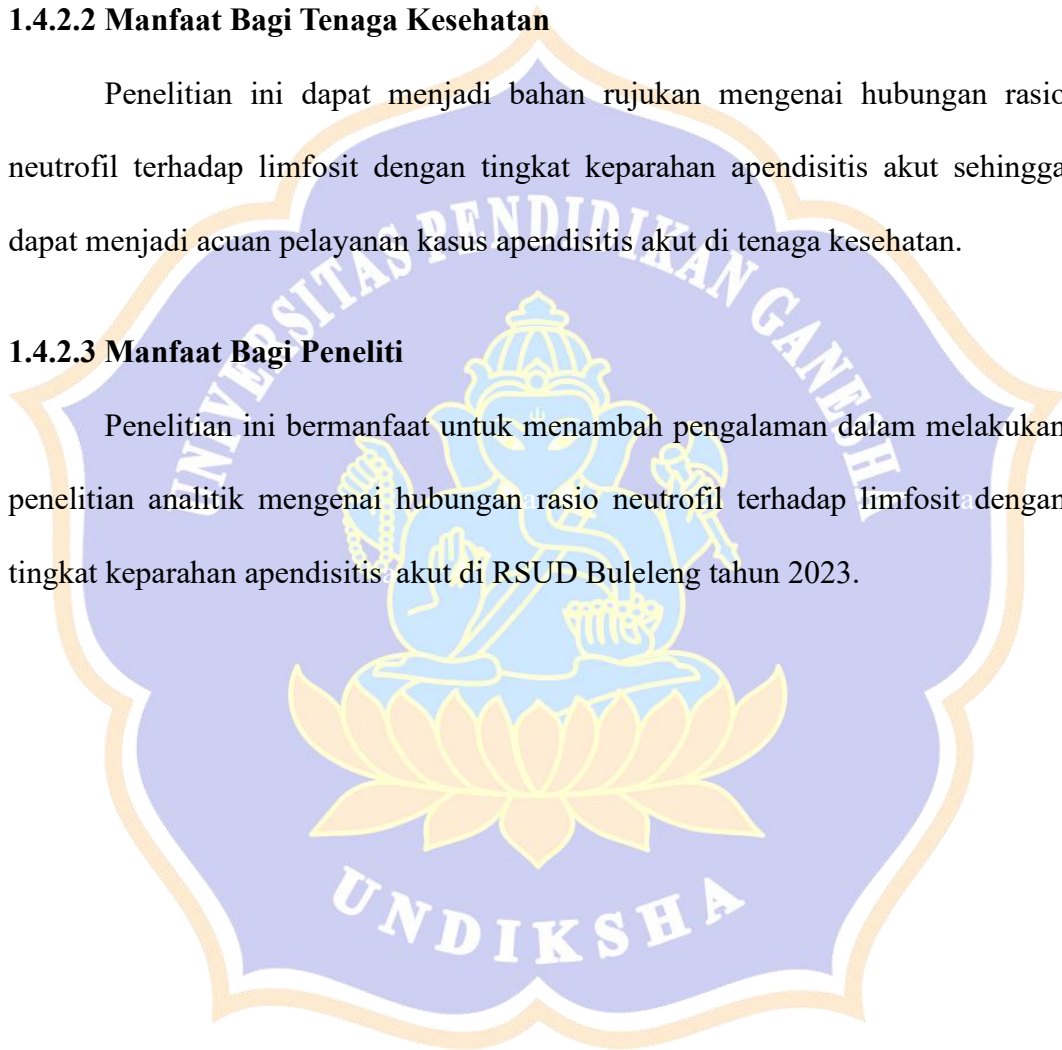 1.4.2.2 Manfaat Bagi Tenaga Kesehatan
Penelitian ini dapat menjadi bahan rujukan mengenai hubungan rasio
neutrofil terhadap limfosit dengan tingkat keparahan apendisitis akut sehingga
dapat menjadi acuan pelayanan kasus apendisitis akut di tenaga kesehatan.
UNIVERSITAS PENDIDIKAN GANESHA
1.4.2.3 Manfaat Bagi Peneliti
Penelitian ini bermanfaat untuk menambah pengalaman dalam melakukan
penelitian analitik mengenai hubungan rasio neutrofil terhadap limfosit dengan
tingkat keparahan apendisitis akut di RSUD Buleleng tahun 2023.
UNDIKSHA